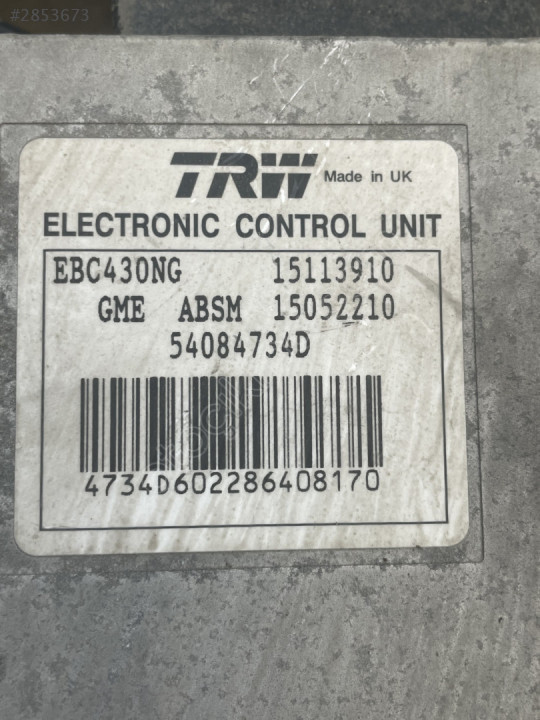 #2853673
TRW Made in UK
ELECTRONIC CONTROL UNIT
EBC430NG 15113910
GME ABSM 15052210
54084734D
4734D602286408170